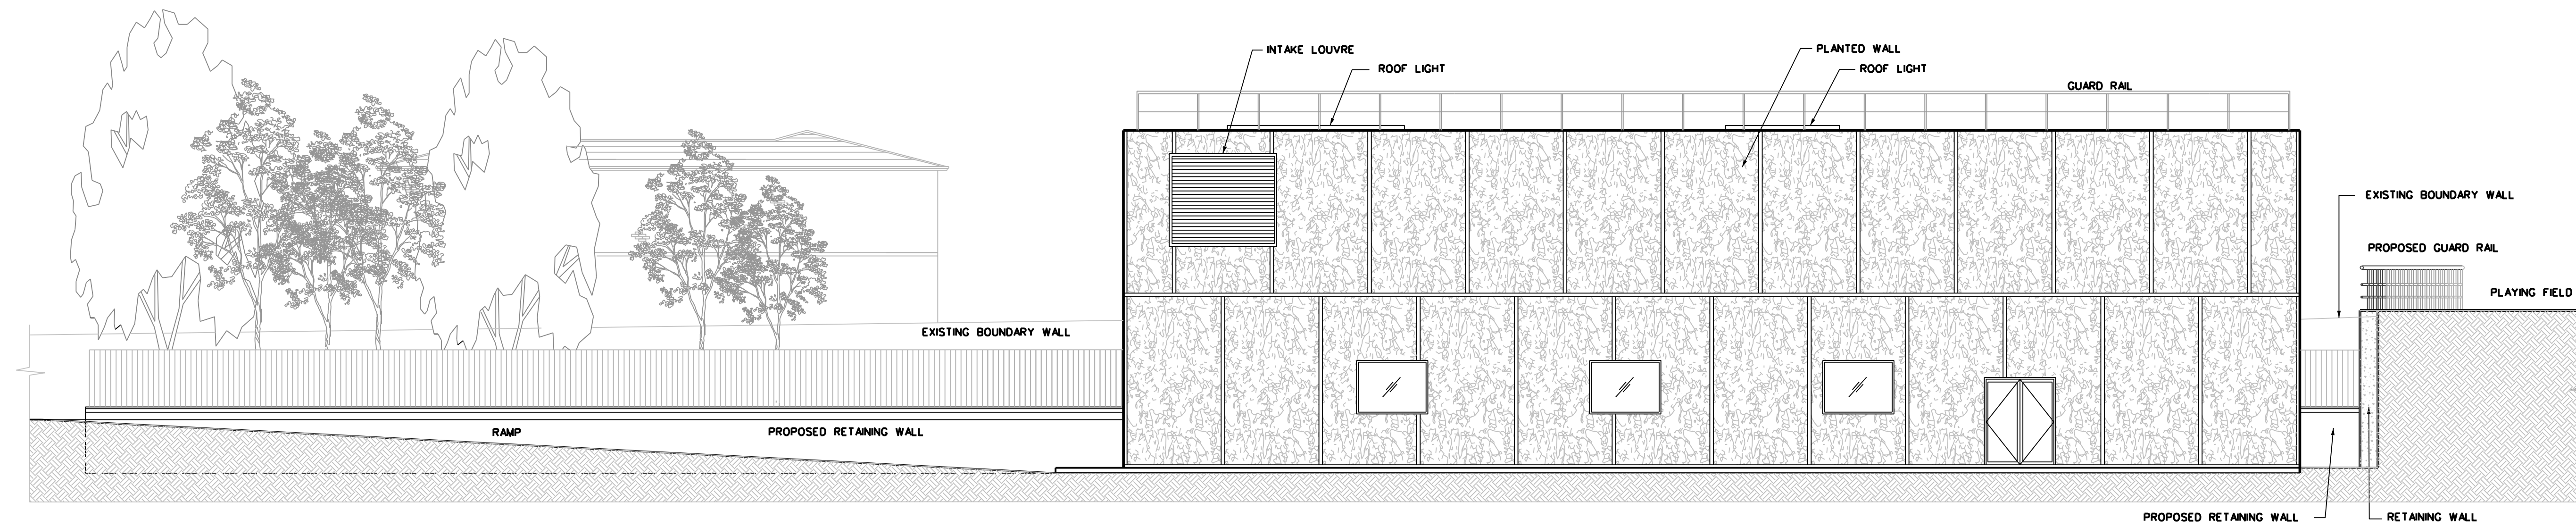 INTAKE LOUVRE
PLANTED WALL
ROOF LIGHT
ROOF LIGHT
GUARD RAIL
EXISTING BOUNDARY WALL
PROPOSED GUARD RAIL
PLAYING FIELD
EXISTING BOUNDARY WALL
RAMP
PROPOSED RETAINING WALL
PROPOSED RETAINING WALL
RETAINING WALL